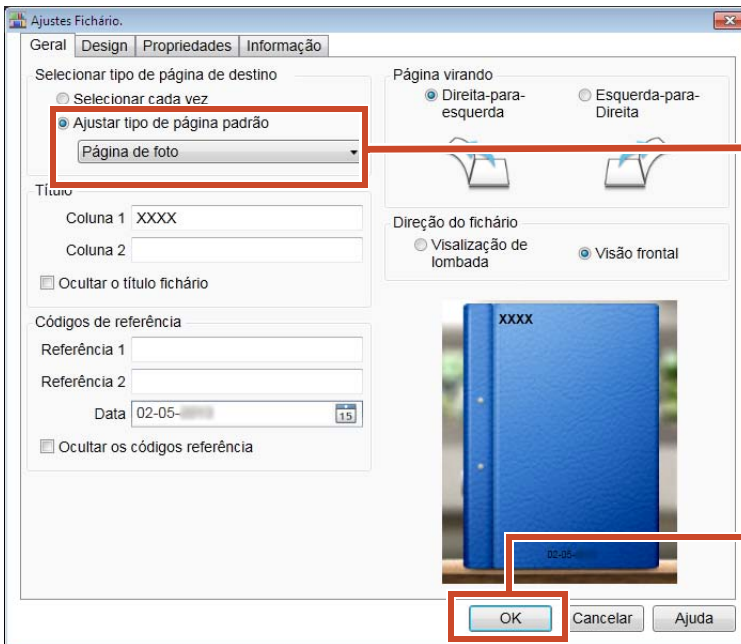 Ajustes Fichário.
Geral Design Propriedades Informação
Selecionar tipo de página de destino
Selecionar cada vez
Ajustar tipo de página padrão
Página de foto
Título
Coluna 1 XXXX
Coluna 2
Ocultar o título fichário
Códigos de referência
Referência 1
Referência 2
Data 02-05-
15
Ocultar os códigos referência
Página virando
Direita-para-
esquerda
Esquerda-para-
Direita
Direção do fichário
Visalização de
lombada
Visão frontal
XXXX
02-05-
OK Cancelar Ajuda